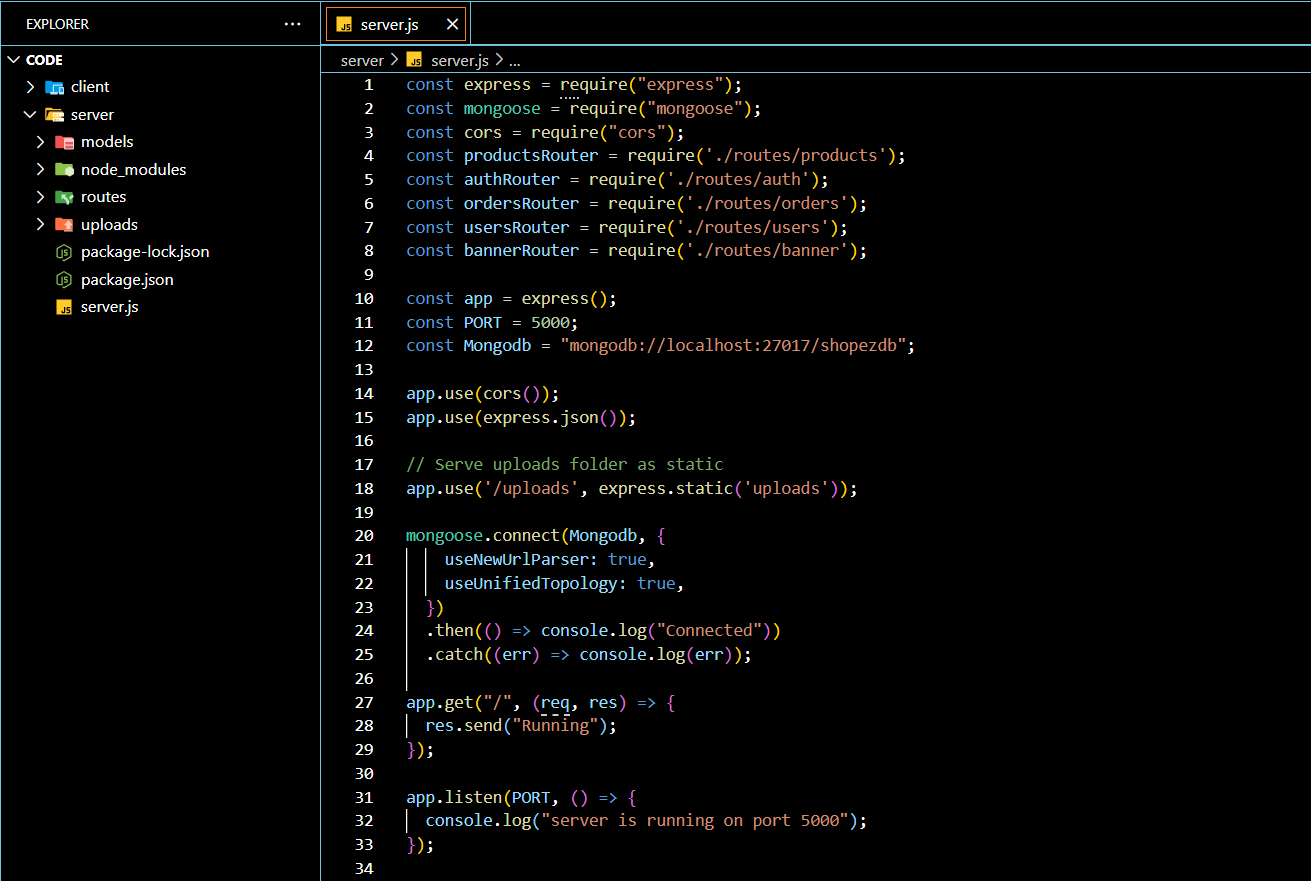 EXPLORER
CODE
client
server
models
node_modules
routes
uploads
package-lock.json
package.json
server.js
server.js
server > server.js > ...
1 const express = require("express");
2 const mongoose = require("mongoose");
3 const cors = require("cors");
4 const productsRouter = require('./routes/products');
5 const authRouter = require('./routes/auth');
6 const ordersRouter = require('./routes/orders');
7 const usersRouter = require('./routes/users');
8 const bannerRouter = require('./routes/banner');
9
10 const app = express();
11 const PORT = 5000;
12 const Mongodb = "mongodb://localhost:27017/shopezdb";
13
14 app.use(cors());
15 app.use(express.json());
16
17 // Serve uploads folder as static
18 app.use('/uploads', express.static('uploads'));
19
20 mongoose.connect(Mongodb, {
21 useNewUrlParser: true,
22 useUnifiedTopology: true,
23 })
24 .then(() => console.log("Connected"))
25 .catch((err) => console.log(err));
26
27 app.get("/", (req, res) => {
28 res.send("Running");
29 });
30
31 app.listen(PORT, () => {
32 console.log("server is running on port 5000");
33 });
34